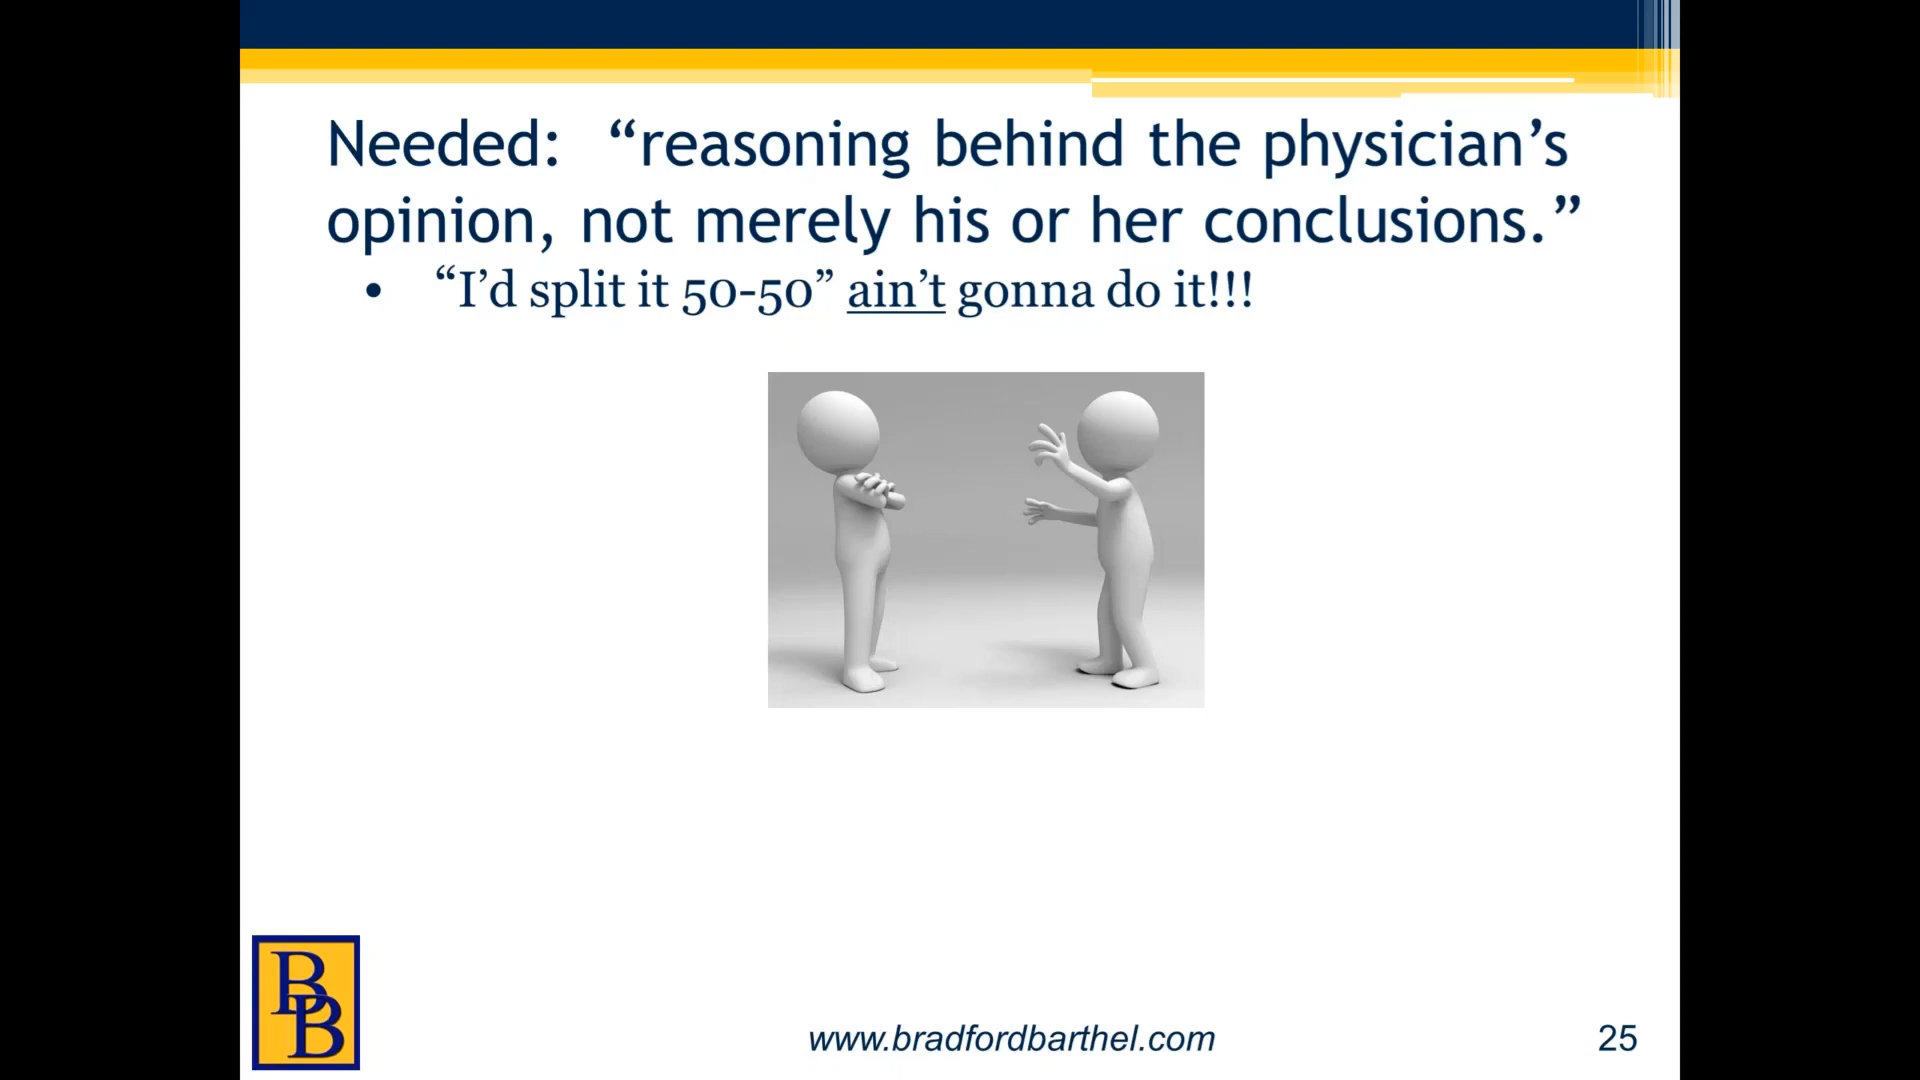 Needed:  “reasoning behind the physician’s
opinion, not merely his or her conclusions.”
• “I’d split it 50-50” ain’t gonna do it!!!
BB
www.bradfordbarthel.com
25